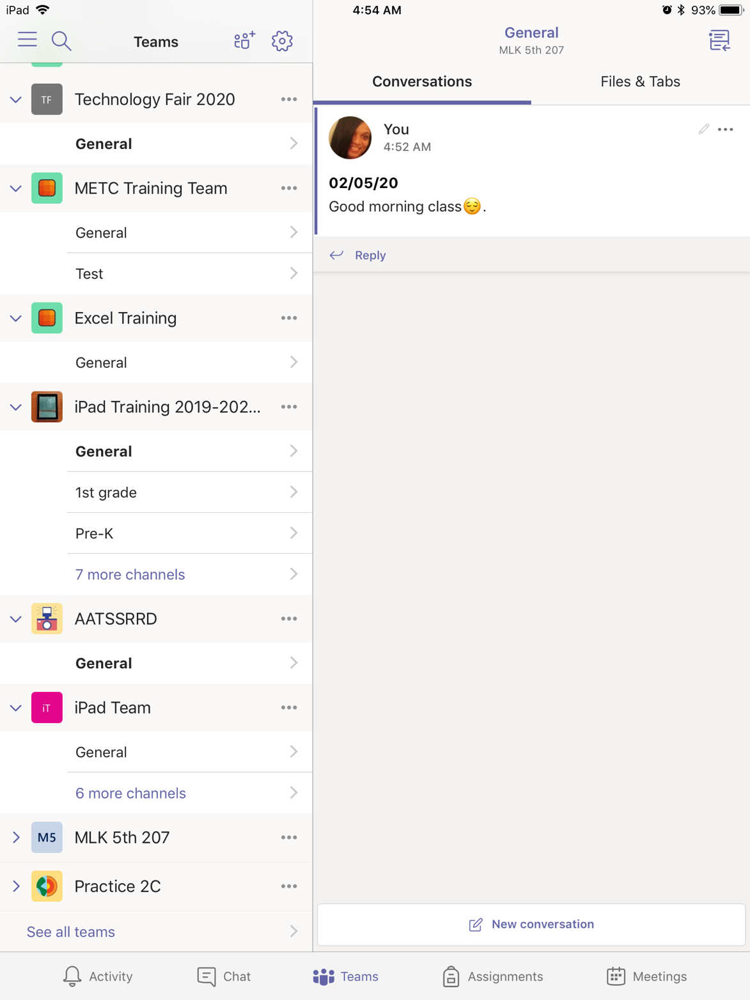 iPad
4:54 AM
93%
Teams
General
MLK 5th 207
Conversations
Files & Tabs
TF
Technology Fair 2020
General
METC Training Team
General
Test
Excel Training
General
iPad Training 2019-202...
General
1st grade
Pre-K
7 more channels
AATSSRRD
General
iT
iPad Team
General
6 more channels
M5
MLK 5th 207
Practice 2C
See all teams
You
4:52 AM
02/05/20
Good morning class😌.
Reply
New conversation
Activity
Chat
Teams
Assignments
Meetings